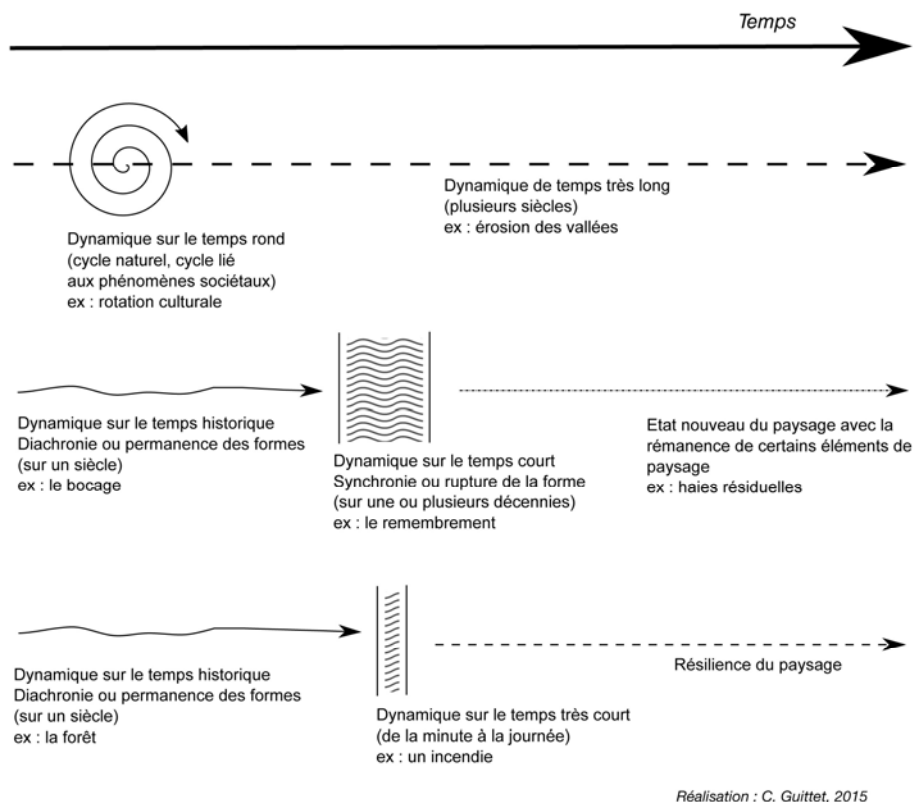 Temps
Dynamique de temps très long
(plusieurs siècles)
ex : érosion des vallées
Dynamique sur le temps rond
(cycle naturel, cycle lié
aux phénomènes sociétaux)
ex : rotation culturale
Dynamique sur le temps historique
Diachronie ou permanence des formes
(sur un siècle)
ex : le bocage
Dynamique sur le temps court
Synchronie ou rupture de la forme
(sur une ou plusieurs décennies)
ex : le remembrement
Etat nouveau du paysage avec la
rémanence de certains éléments de
paysage
ex : haies résiduelles
Dynamique sur le temps historique
Diachronie ou permanence des formes
(sur un siècle)
ex : la forêt
Dynamique sur le temps très court
(de la minute à la journée)
ex : un incendie
Résilience du paysage
Réalisation : C. Guittet, 2015